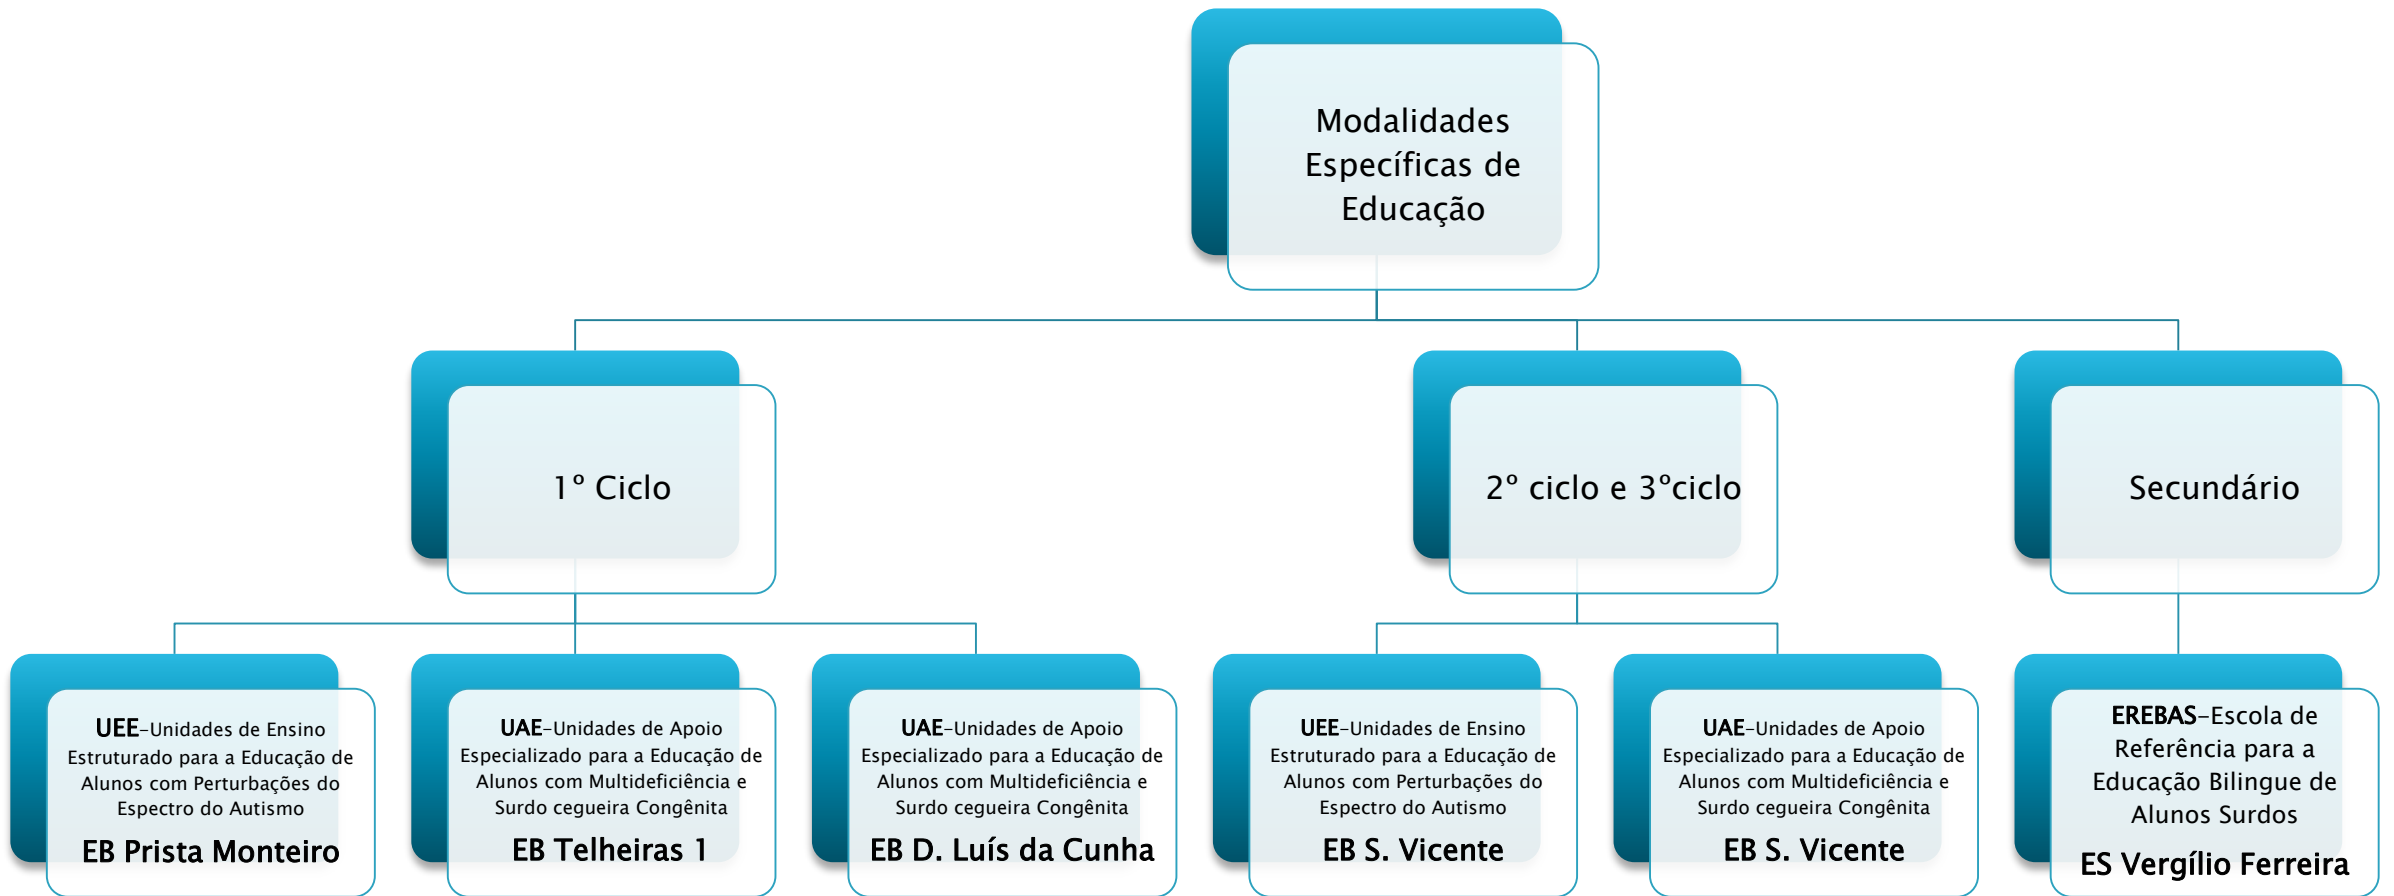 Modalidades
Específicas de
Educação
1º Ciclo
2º ciclo e 3ºciclo
Secundário
UEE-Unidades de Ensino
Estruturado para a Educação de
Alunos com Perturbações do
Espectro do Autismo
EB Prista Monteiro
UAE-Unidades de Apoio
Especializado para a Educação de
Alunos com Multideficiência e
Surdo cegueira Congênita
EB Telheiras 1
UAE-Unidades de Apoio
Especializado para a Educação de
Alunos com Multideficiência e
Surdo cegueira Congênita
EB D. Luís da Cunha
UEE-Unidades de Ensino
Estruturado para a Educação de
Alunos com Perturbações do
Espectro do Autismo
EB S. Vicente
UAE-Unidades de Apoio
Especializado para a Educação de
Alunos com Multideficiência e
Surdo cegueira Congênita
EB S. Vicente
EREBAS-Escola de
Referência para a
Educação Bilingue de
Alunos Surdos
ES Vergílio Ferreira